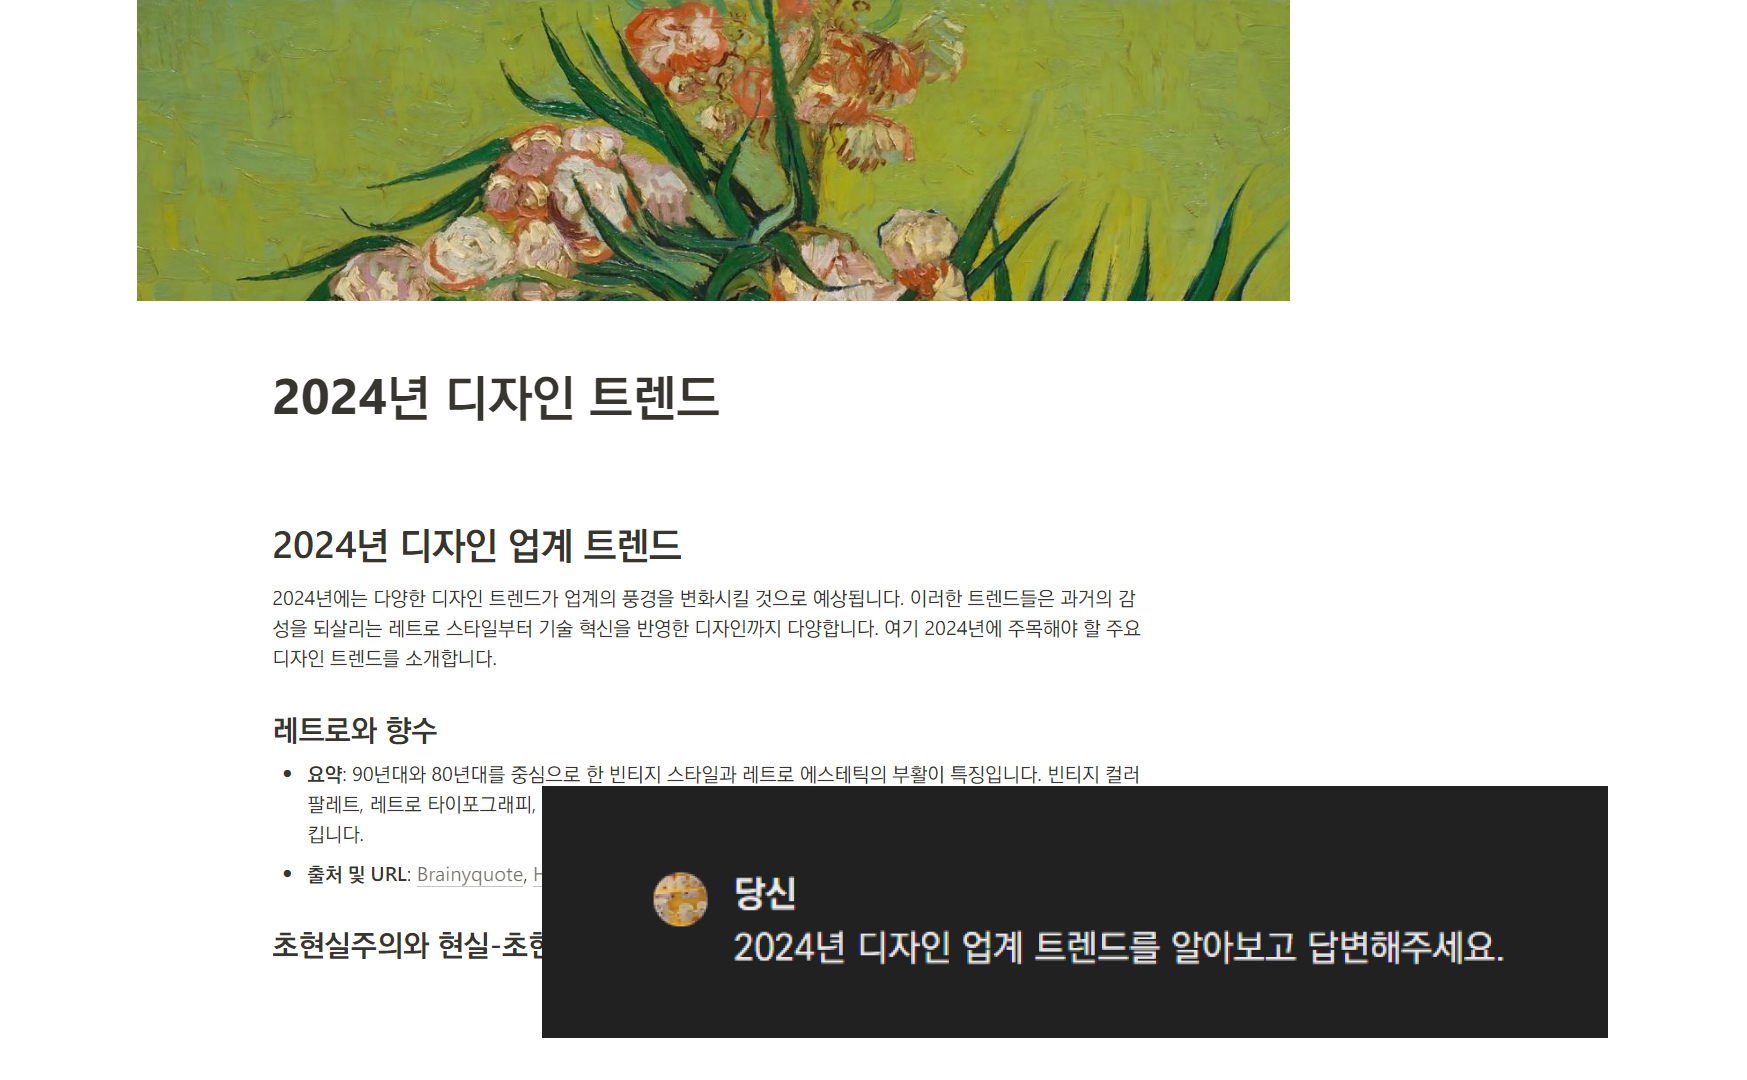 2024년 디자인 트렌드
2024년 디자인 업계 트렌드
2024년에는 다양한 디자인 트렌드가 업계의 풍경을 변화시킬 것으로 예상됩니다. 이러한 트렌드들은 과거의 감
성을 되살리는 레트로 스타일부터 기술 혁신을 반영한 디자인까지 다양합니다. 여기 2024년에 주목해야 할 주요
디자인 트렌드를 소개합니다.
레트로와 향수
• 요약: 90년대와 80년대를 중심으로 한 빈티지 스타일과 레트로 에스테틱의 부활이 특징입니다. 빈티지 컬러
팔레트, 레트로 타이포그래피,
킵니다.
• 출처 및 URL: Brainyquote,
초현실주의와 현실-초현
당신
2024년 디자인 업계 트렌드를 알아보고 답변해주세요.